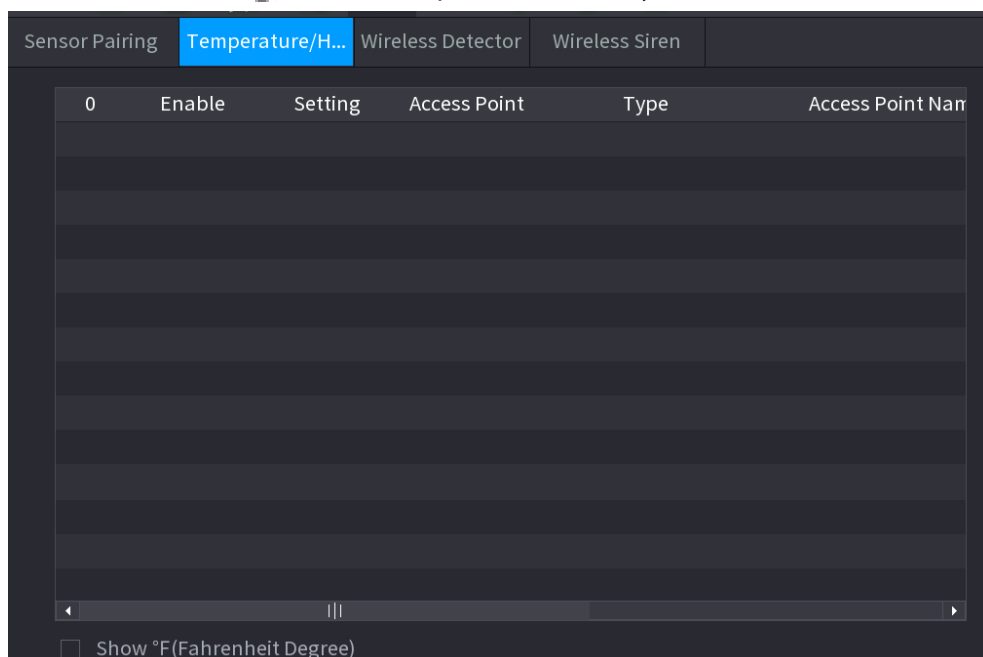 Sensor Pairing Temperature/H... Wireless Detector Wireless Siren
0 Enable Setting Access Point Type Access Point Nam
Show °F(Fahrenheit Degree)